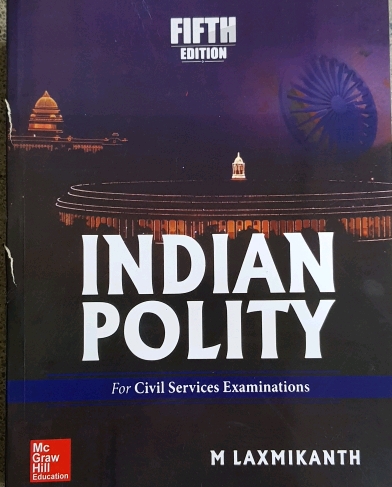 FIFTH
EDITION
INDIAN
POLITY
For Civil Services Examinations
Mc
Graw
Hill
Education
M LAXMIKANTH